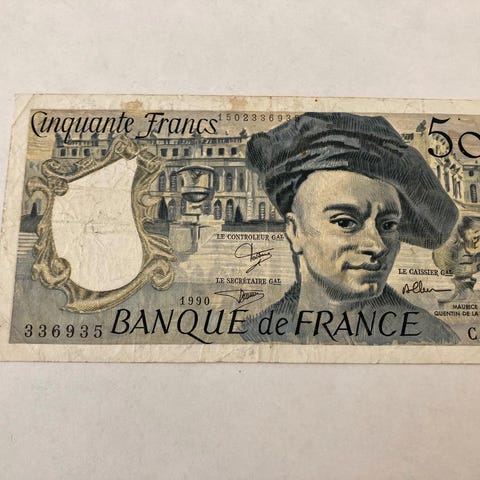 Cinquante Francs
1502336935
50
LE CONTROLEUR GAL
LE SECRÉTAIRE GAL
LE CAISSIER GAL
1990
MAURICE
QUENTIN DE LA
336935
BANQUE de FRANCE
C